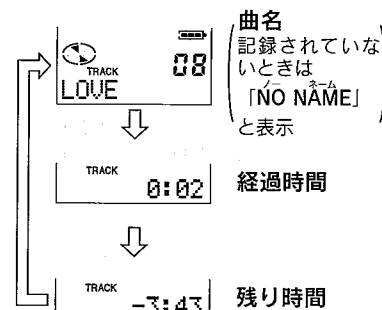 TRACK
08
LOVE
曲名
記録されていな
いときは
「NO NAME」
ノー ネーム
と表示
TRACK
0:02
経過時間
TRACK
-3:43
残り時間